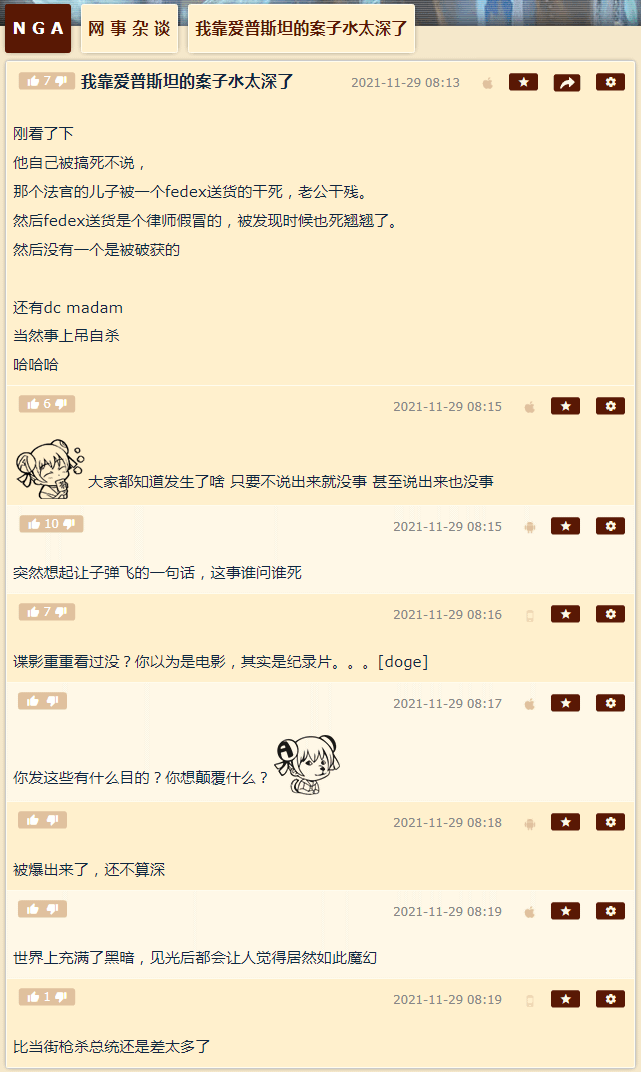 NGA 网事杂谈 我靠爱普斯坦的案子水太深了
7 我靠爱普斯坦的案子水太深了 2021-11-29 08:13
刚看了下
他自己被搞死不说，
那个法官的儿子被一个fedex送货的干死，老公干残。
然后fedex送货是个律师假冒的，被发现时候也死翘翘了。
然后没有一个是被破获的
还有dc madam
当然事上吊自杀
哈哈哈
6 2021-11-29 08:15
大家都知道发生了啥 只要不说出来就没事 甚至说出来也没事
10 2021-11-29 08:15
突然想起让子弹飞的一句话，这事谁问谁死
7 2021-11-29 08:16
谍影重重看过没？你以为是电影，其实是纪录片。。。[doge]
2021-11-29 08:17
你发这些有什么目的？你想颠覆什么？
2021-11-29 08:18
被爆出来了，还不算深
2021-11-29 08:19
世界上充满了黑暗，见光后都会让人觉得居然如此魔幻
1 2021-11-29 08:19
比当街枪杀总统还是差太多了